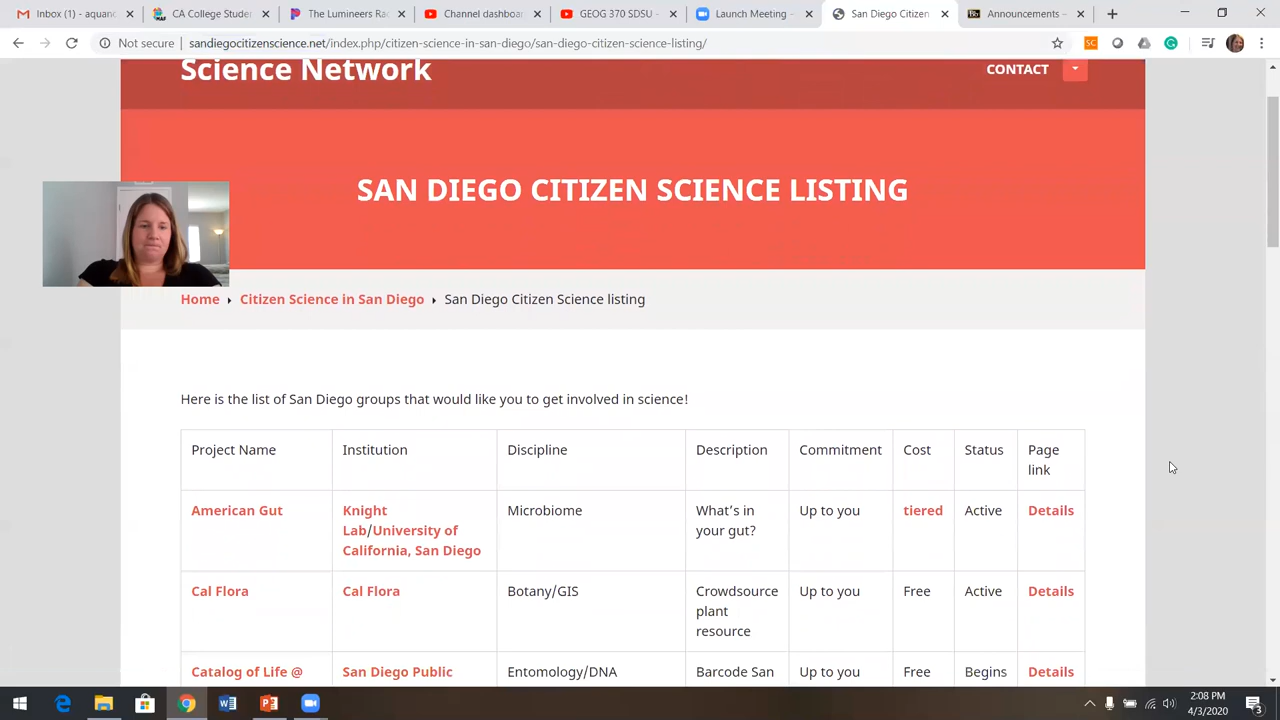 Inbox (1) - aquand
CA College Studen
The Lumineers Rad
Channel dashboar
GEOG 370 SDSU -
Launch Meeting -
San Diego Citizen
Announcements –
Not secure
sandiegocitizenscience.net/index.php/citizen-science-in-san-diego/san-diego-citizen-science-listing/
Science Network
CONTACT
SAN DIEGO CITIZEN SCIENCE LISTING
Home
Citizen Science in San Diego
San Diego Citizen Science listing
Here is the list of San Diego groups that would like you to get involved in science!
Project Name
Institution
Discipline
Description
Commitment
Cost
Status
Page
link
American Gut
Knight
Lab/University of
California, San Diego
Microbiome
What's in
your gut?
Up to you
tiered
Active
Details
Cal Flora
Cal Flora
Botany/GIS
Crowdsource
plant
resource
Up to you
Free
Active
Details
Catalog of Life @
San Diego Public
Entomology/DNA
Barcode San
Up to you
Free
Begins
Details
2:08 PM
4/3/2020
3